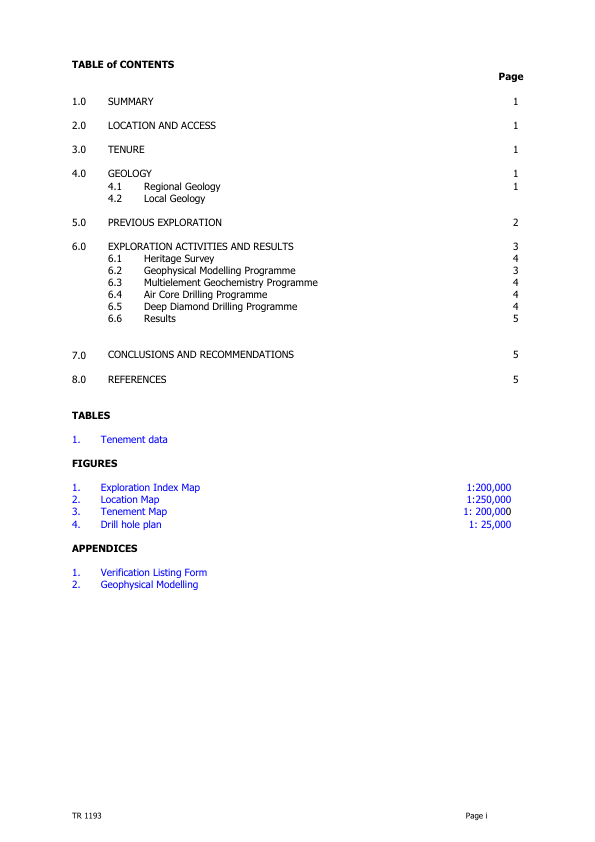 TABLE of CONTENTS
Page
1.0 SUMMARY 1
2.0 LOCATION AND ACCESS 1
3.0 TENURE 1
4.0 GEOLOGY 1
4.1 Regional Geology 1
4.2 Local Geology
5.0 PREVIOUS EXPLORATION 2
6.0 EXPLORATION ACTIVITIES AND RESULTS 3
6.1 Heritage Survey 4
6.2 Geophysical Modelling Programme 3
6.3 Multielement Geochemistry Programme 4
6.4 Air Core Drilling Programme 4
6.5 Deep Diamond Drilling Programme 4
6.6 Results 5
7.0 CONCLUSIONS AND RECOMMENDATIONS 5
8.0 REFERENCES 5
TABLES
1. Tenement data
FIGURES
1. Exploration Index Map 1:200,000
2. Location Map 1:250,000
3. Tenement Map 1: 200,000
4. Drill hole plan 1: 25,000
APPENDICES
1. Verification Listing Form
2. Geophysical Modelling
TR 1193 Page i